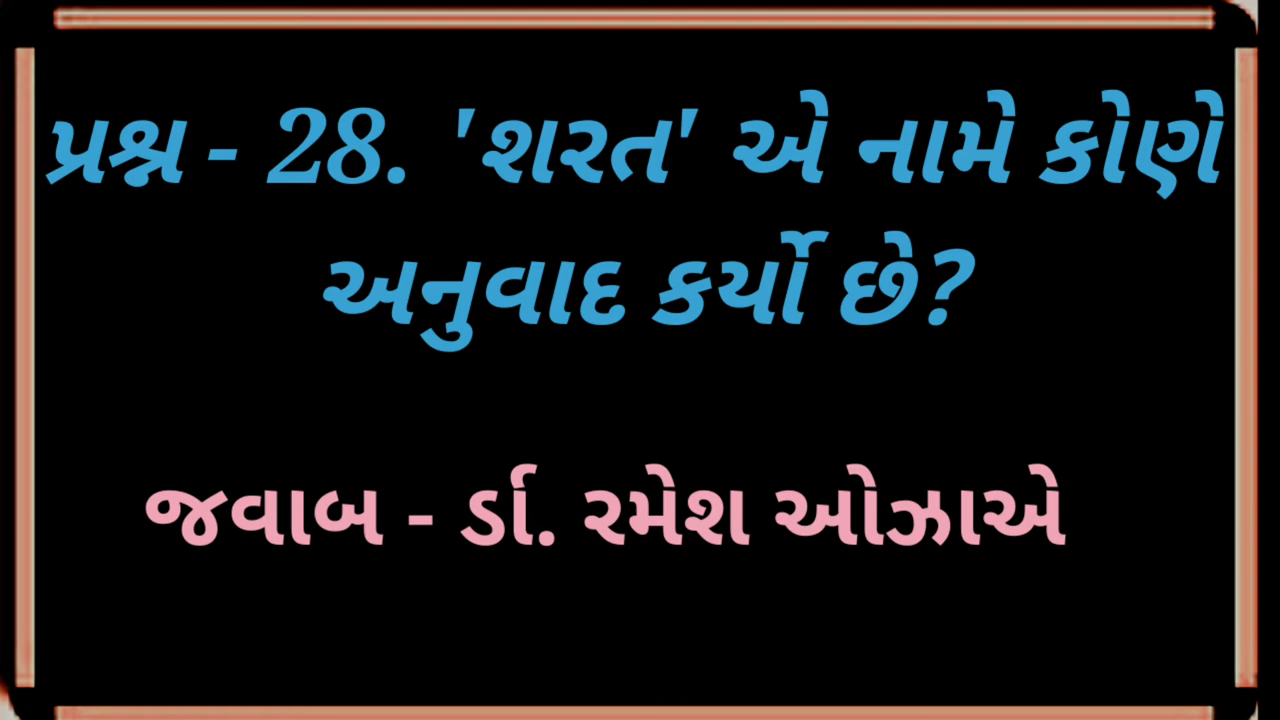 પ્રશ્ન - 28. 'શરત' એ નામે કોણે
અનુવાદ કર્યો છે?
જવાબ - ર્ડા. રમેશ ઓઝાએ